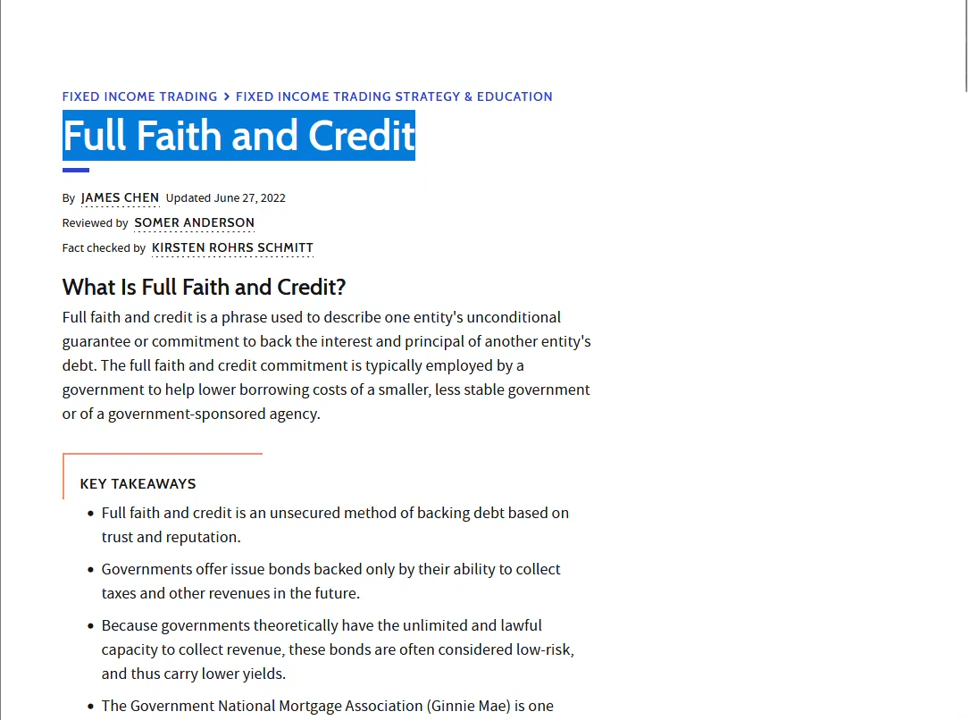 FIXED INCOME TRADING > FIXED INCOME TRADING STRATEGY & EDUCATION
Full Faith and Credit
By JAMES CHEN Updated June 27, 2022
Reviewed by SOMER ANDERSON
Fact checked by KIRSTEN ROHRS SCHMITT
What Is Full Faith and Credit?
Full faith and credit is a phrase used to describe one entity's unconditional
guarantee or commitment to back the interest and principal of another entity's
debt. The full faith and credit commitment is typically employed by a
government to help lower borrowing costs of a smaller, less stable government
or of a government-sponsored agency.
KEY TAKEAWAYS
• Full faith and credit is an unsecured method of backing debt based on
trust and reputation.
• Governments offer issue bonds backed only by their ability to collect
taxes and other revenues in the future.
• Because governments theoretically have the unlimited and lawful
capacity to collect revenue, these bonds are often considered low-risk,
and thus carry lower yields.
• The Government National Mortgage Association (Ginnie Mae) is one